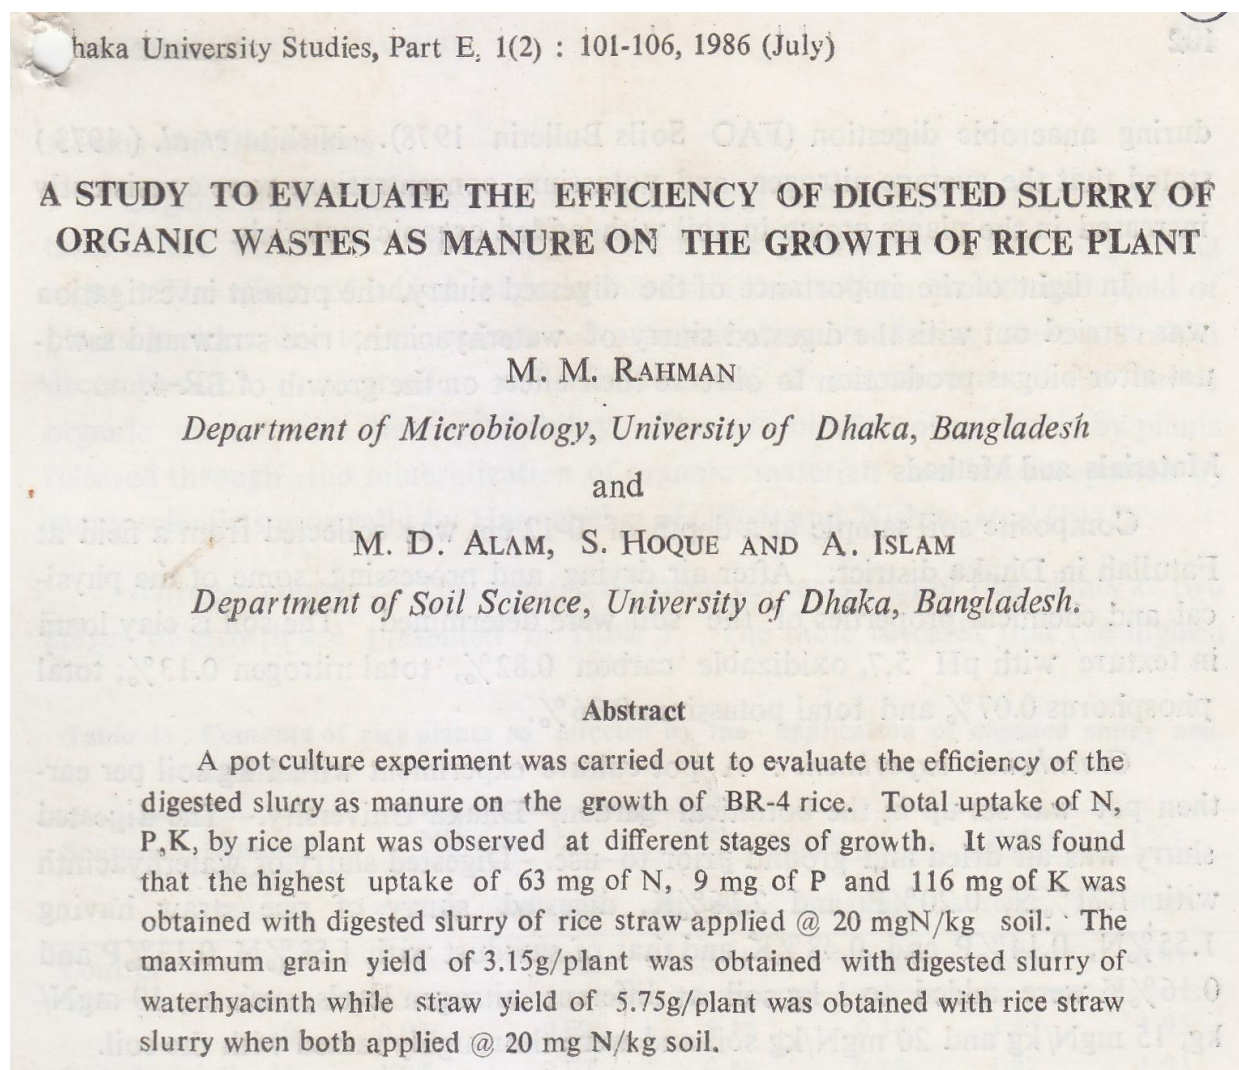 haka University Studies, Part E, 1(2) : 101-106, 1986 (July)
A STUDY TO EVALUATE THE EFFICIENCY OF DIGESTED SLURRY OF
ORGANIC WASTES AS MANURE ON THE GROWTH OF RICE PLANT
M. M. RAHMAN
Department of Microbiology, University of Dhaka, Bangladesh
and
M. D. ALAM, S. HOQUE AND A. ISLAM
Department of Soil Science, University of Dhaka, Bangladesh.
Abstract
A pot culture experiment was carried out to evaluate the efficiency of the
digested slurry as manure on the growth of BR-4 rice. Total uptake of N,
P,K, by rice plant was observed at different stages of growth. It was found
that the highest uptake of 63 mg of N, 9 mg of P and 116 mg of K was
obtained with digested slurry of rice straw applied @ 20 mgN/kg soil. The
maximum grain yield of 3.15g/plant was obtained with digested slurry of
waterhyacinth while straw yield of 5.75g/plant was obtained with rice straw
slurry when both applied @ 20 mg N/kg soil.